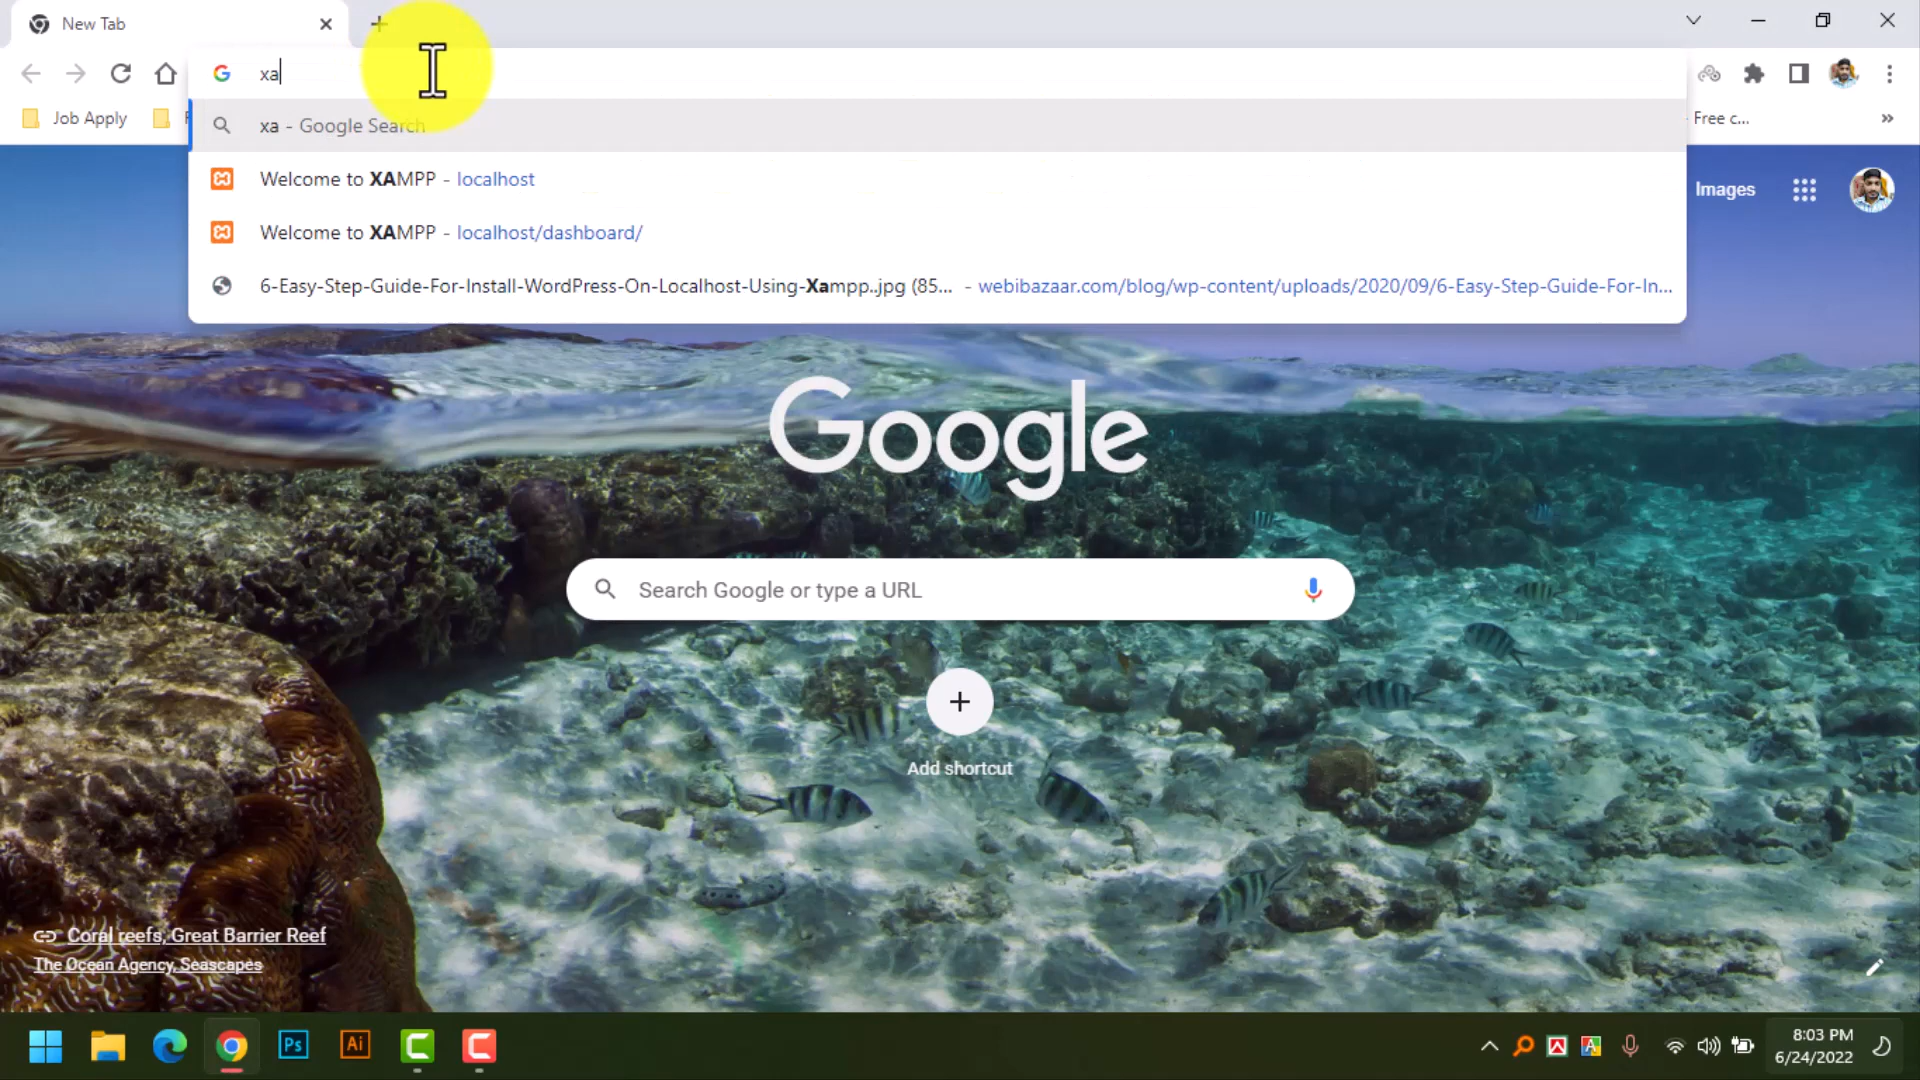 New Tab
xa
Job Apply
Free c...
xa - Google Search
Welcome to XAMPP - localhost
Welcome to XAMPP - localhost/dashboard/
6-Easy-Step-Guide-For-Install-WordPress-On-Localhost-Using-Xampp..jpg (85... - webibazaar.com/blog/wp-content/uploads/2020/09/6-Easy-Step-Guide-For-In...
Images
Google
Search Google or type a URL
Add shortcut
Coral reefs, Great Barrier Reef
The Ocean Agency, Seascapes
Ps
Ai
8:03 PM
6/24/2022